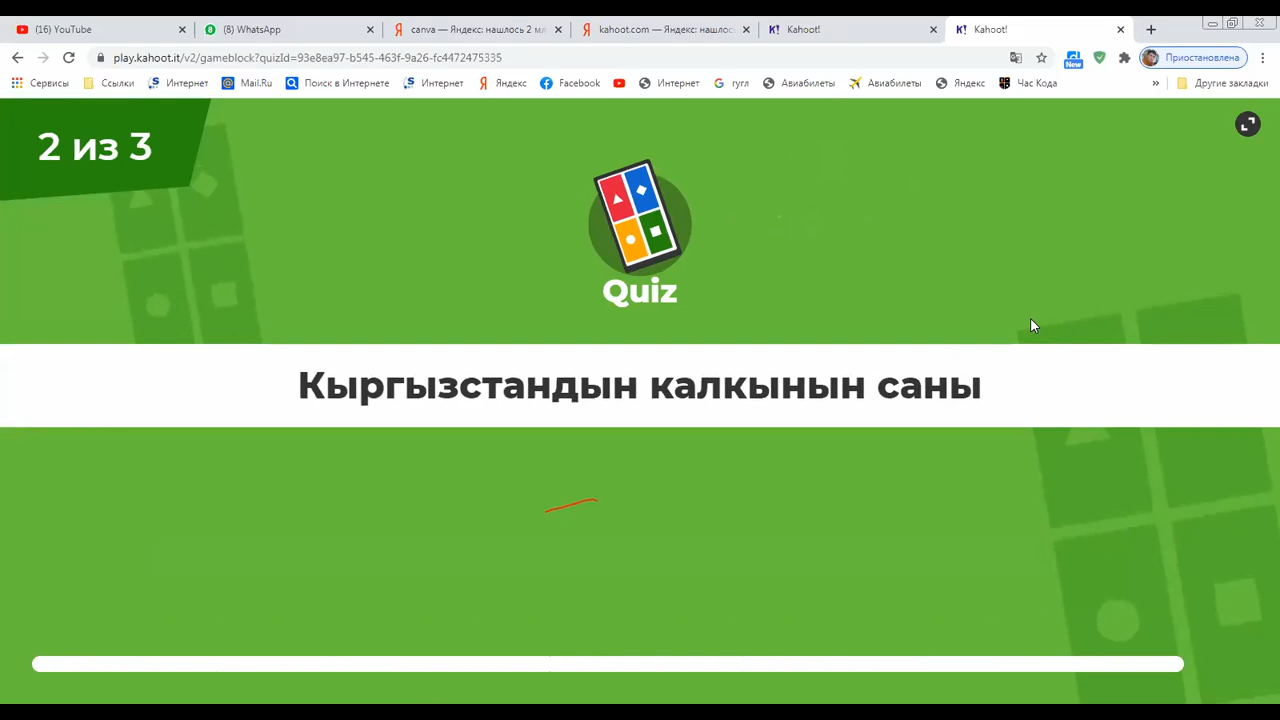 (16) YouTube
(8) WhatsApp
canva — Яндекс: нашлось 2 мл
kahoot.com — Яндекс: нашлос
Kahoot!
Kahoot!
play.kahoot.it/v2/gameblock?quizId=93e8ea97-b545-463f-9a26-fc4472475335
New
Приостановлена
Сервисы
Ссылки
Интернет
Mail.Ru
Поиск в Интернете
Интернет
Яндекс
Facebook
Интернет
гугл
Авиабилеты
Авиабилеты
Яндекс
Час Кода
»
Другие закладки
2 из 3
Quiz
Кыргызстандын калкынын саны